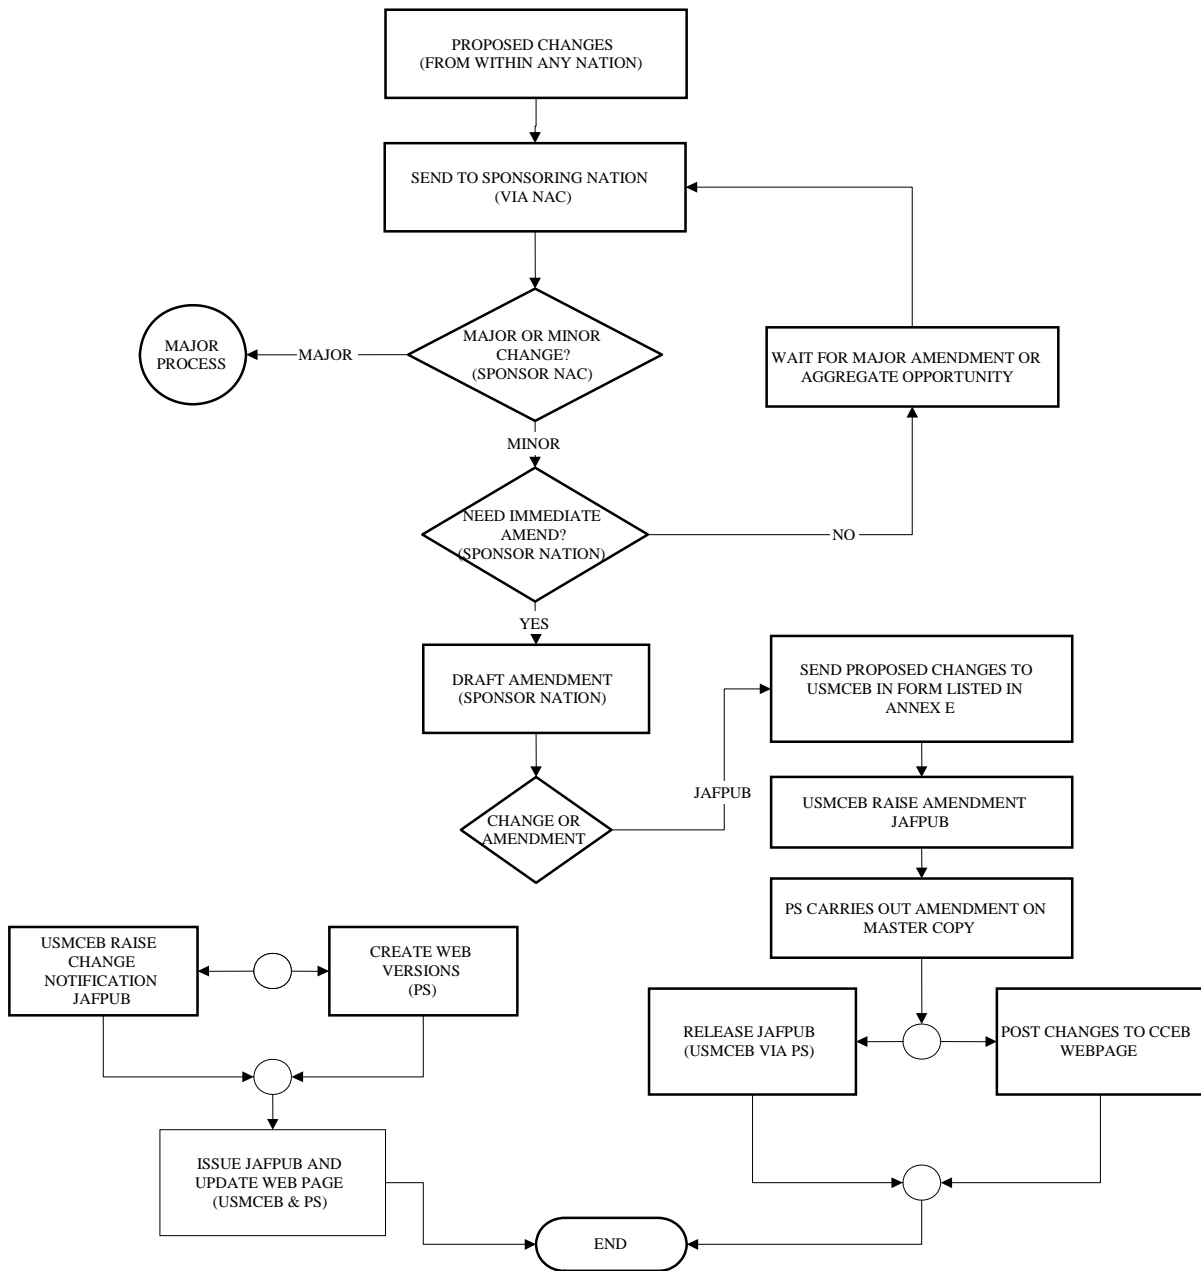 PROPOSED CHANGES
(FROM WITHIN ANY NATION)
SEND TO SPONSORING NATION
(VIA NAC)
MAJOR OR MINOR
CHANGE?
(SPONSOR NAC)
MAJOR
MAJOR
PROCESS
WAIT FOR MAJOR AMENDMENT OR
AGGREGATE OPPORTUNITY
MINOR
NEED IMMEDIATE
AMEND?
(SPONSOR NATION)
NO
YES
DRAFT AMENDMENT
(SPONSOR NATION)
SEND PROPOSED CHANGES TO
USMCEB IN FORM LISTED IN
ANNEX E
JAFPUB
CHANGE OR
AMENDMENT
USMCEB RAISE AMENDMENT
JAFPUB
PS CARRIES OUT AMENDMENT ON
MASTER COPY
USMCEB RAISE
CHANGE
NOTIFICATION
JAFPUB
CREATE WEB
VERSIONS
(PS)
RELEASE JAFPUB
(USMCEB VIA PS)
POST CHANGES TO CCEB
WEBPAGE
ISSUE JAFPUB AND
UPDATE WEB PAGE
(USMCEB & PS)
END